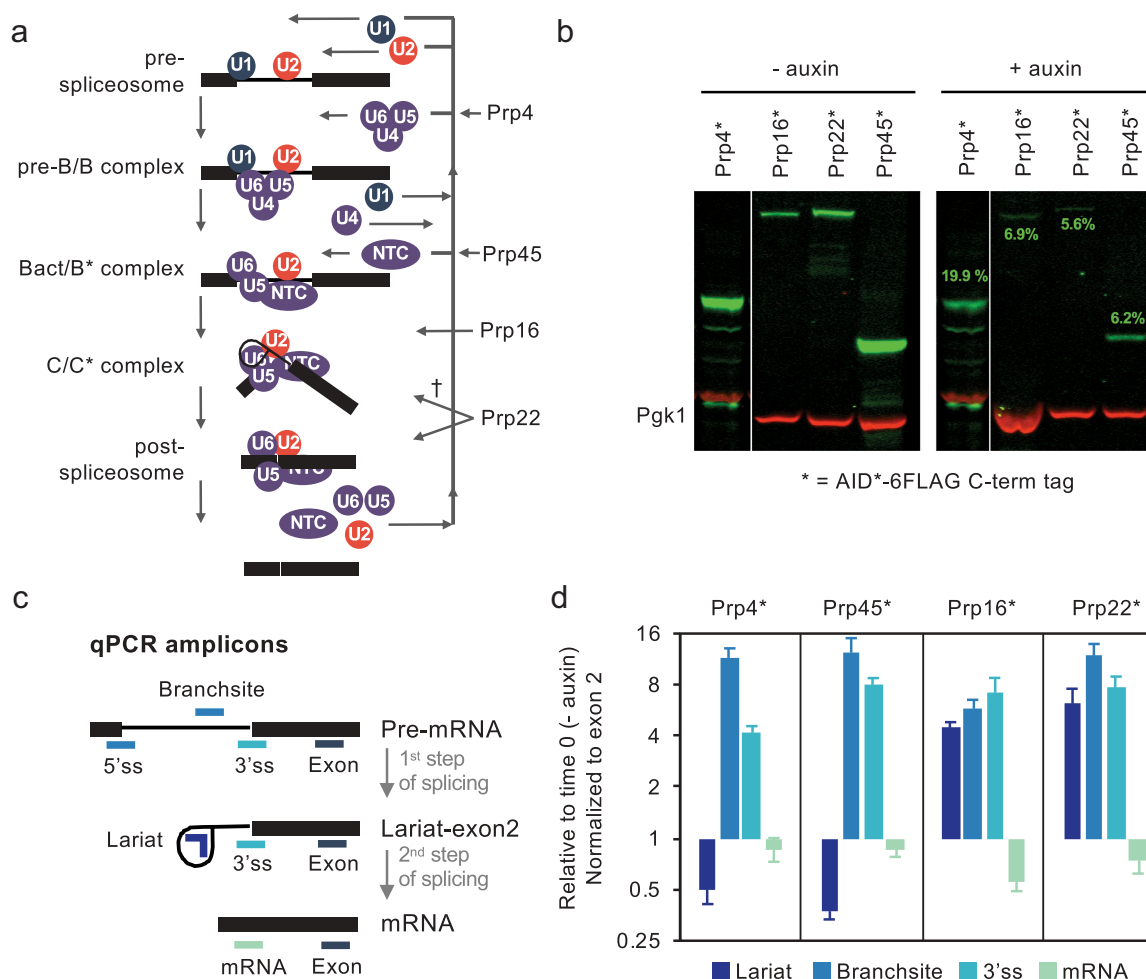 a
U1
U2
pre-
spliceosome
U1
U2
U6
U5
U4
Prp4
pre-B/B complex
U1
U2
U6
U5
U4
U1
U4
NTC
Prp45
Bact/B* complex
U6
U2
U5
NTC
Prp16
C/C* complex
U2
U6
NTC
U5
†
Prp22
post-
spliceosome
U6
U2
U5
NTC
U6
U5
NTC
U2
b
- auxin
+ auxin
Prp4*
Prp16*
Prp22*
Prp45*
Prp4*
Prp16*
Prp22*
Prp45*
6.9%
5.6%
19.9 %
6.2%
Pgk1
* = AID*-6FLAG C-term tag
c
qPCR amplicons
Branchsite
Pre-mRNA
5'ss
3'ss
Exon
1st step
of splicing
Lariat
Lariat-exon2
3'ss
Exon
2nd step
of splicing
mRNA
mRNA
Exon
d
Prp4*
Prp45*
Prp16*
Prp22*
Relative to time 0 (- auxin)
Normalized to exon 2
16
8
4
2
1
0.5
0.25
Lariat
Branchsite
3'ss
mRNA